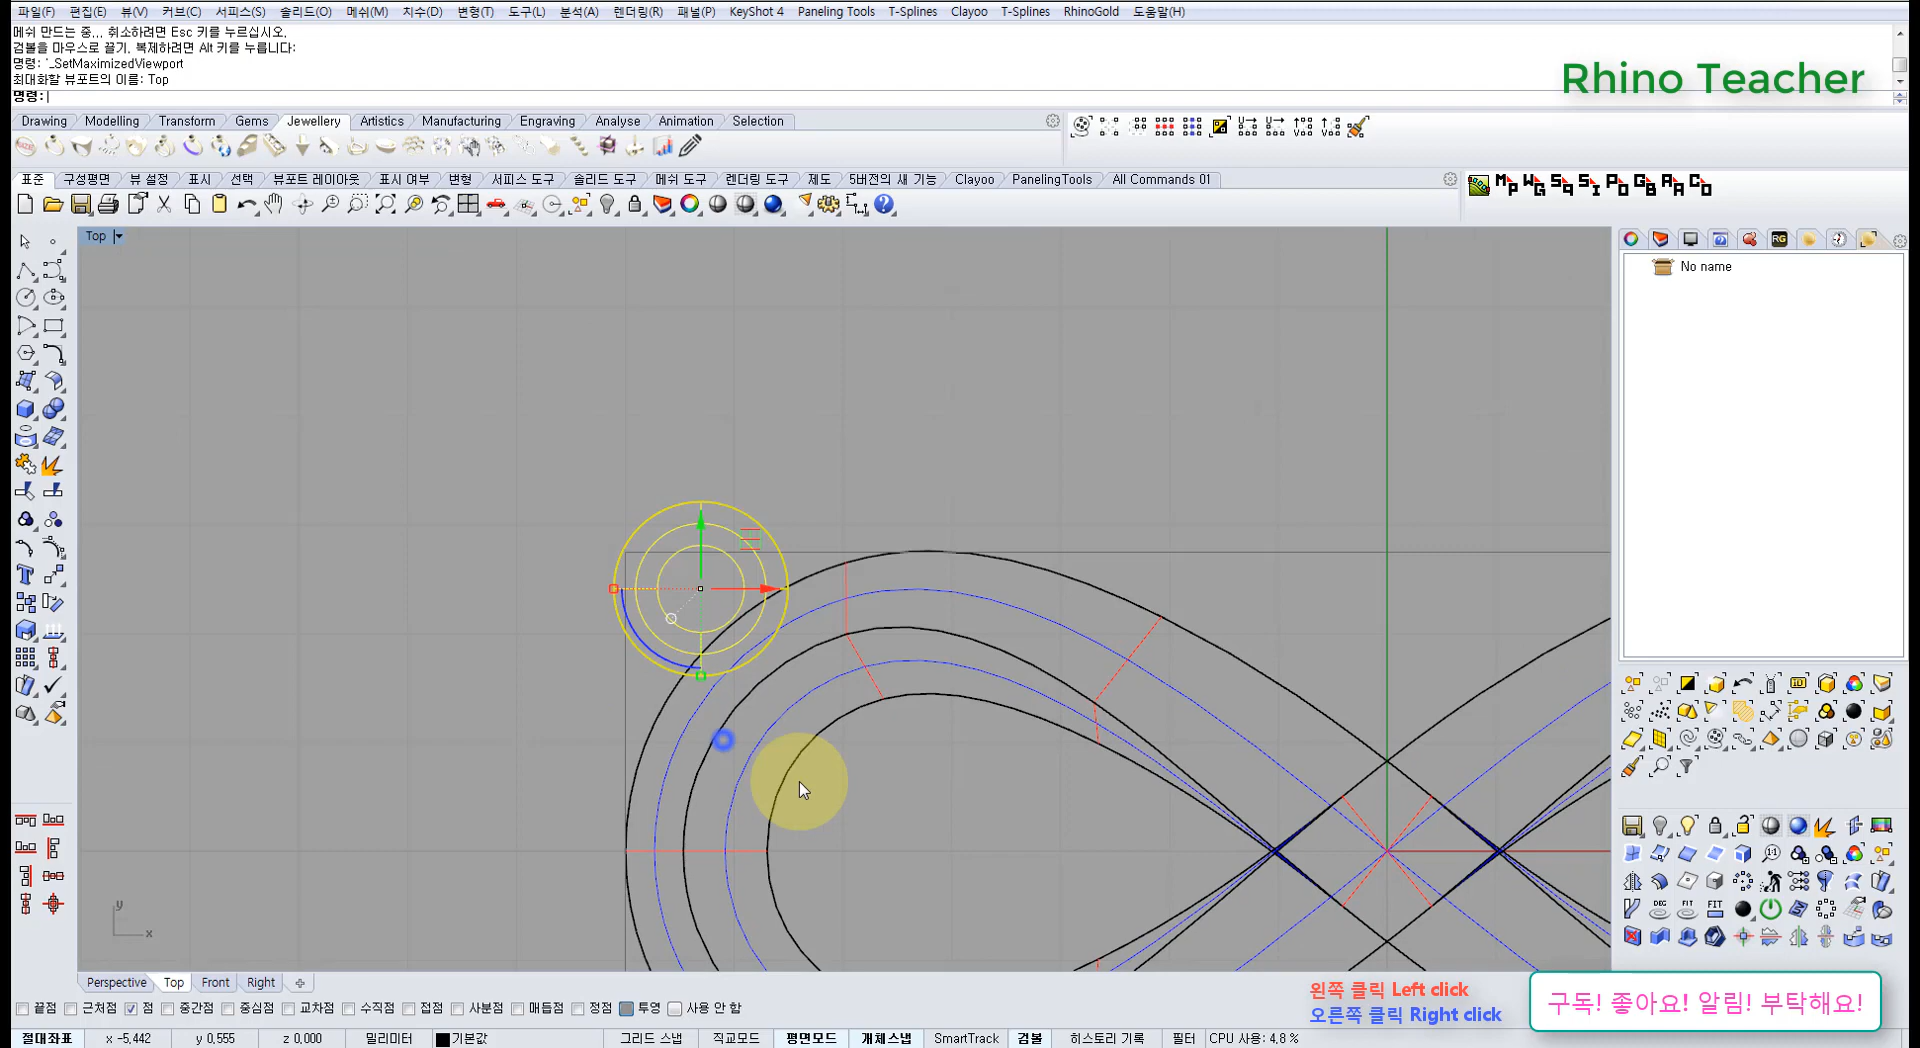 파일(F) 편집(E) 뷰(V) 커브(C) 서피스(S) 솔리드(O) 메쉬(M) 치수(D) 변형(T) 도구(L) 분석(A) 렌더링(R) 패널(P) KeyShot 4 Paneling Tools T-Splines Clayoo T-Splines RhinoGold 도움말(H)
메쉬 만드는 중... 취소하려면 Esc 키를 누르십시오.
검볼을 마우스로 끌기, 복제하려면 Alt 키를 누릅니다:
명령: '_SetMaximizedViewport
최대화할 뷰포트의 이름: Top
명령:
Rhino Teacher
Drawing Modelling Transform Gems Jewellery Artistics Manufacturing Engraving Analyse Animation Selection
표준 구성평면 뷰 설정 표시 선택 뷰포트 레이아웃 표시 여부 변형 서피스 도구 솔리드 도구 메쉬 도구 렌더링 도구 제도 5버전의 새 기능 Clayoo PanelingTools All Commands 01
Top
No name
y
x
Perspective Top Front Right
끝점 근처점 점 중간점 중심점 교차점 수직점 접점 사분점 매듭점 정점 투영 사용 안 함
왼쪽 클릭 Left click
오른쪽 클릭 Right click
구독! 좋아요! 알림! 부탁해요!
절대좌표 x -5.442 y 0.555 z 0.000 밀리미터 기본값 그리드 스냅 직교모드 평면모드 개체스냅 SmartTrack 검볼 히스토리 기록 필터 CPU 사용: 4.8 %